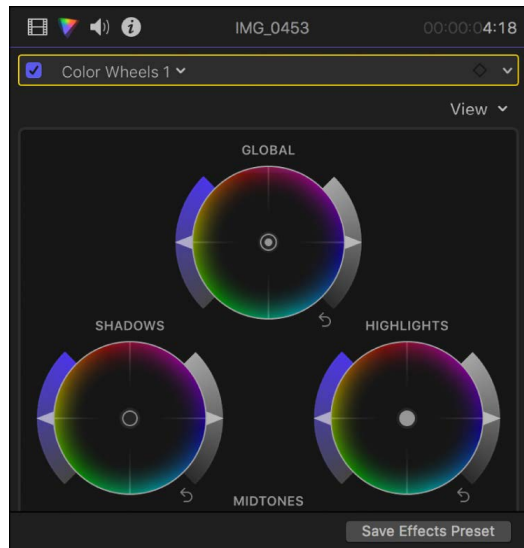 IMG_0453 00:00:04:18
Color Wheels 1
View
GLOBAL
SHADOWS HIGHLIGHTS
MIDTONES
Save Effects Preset